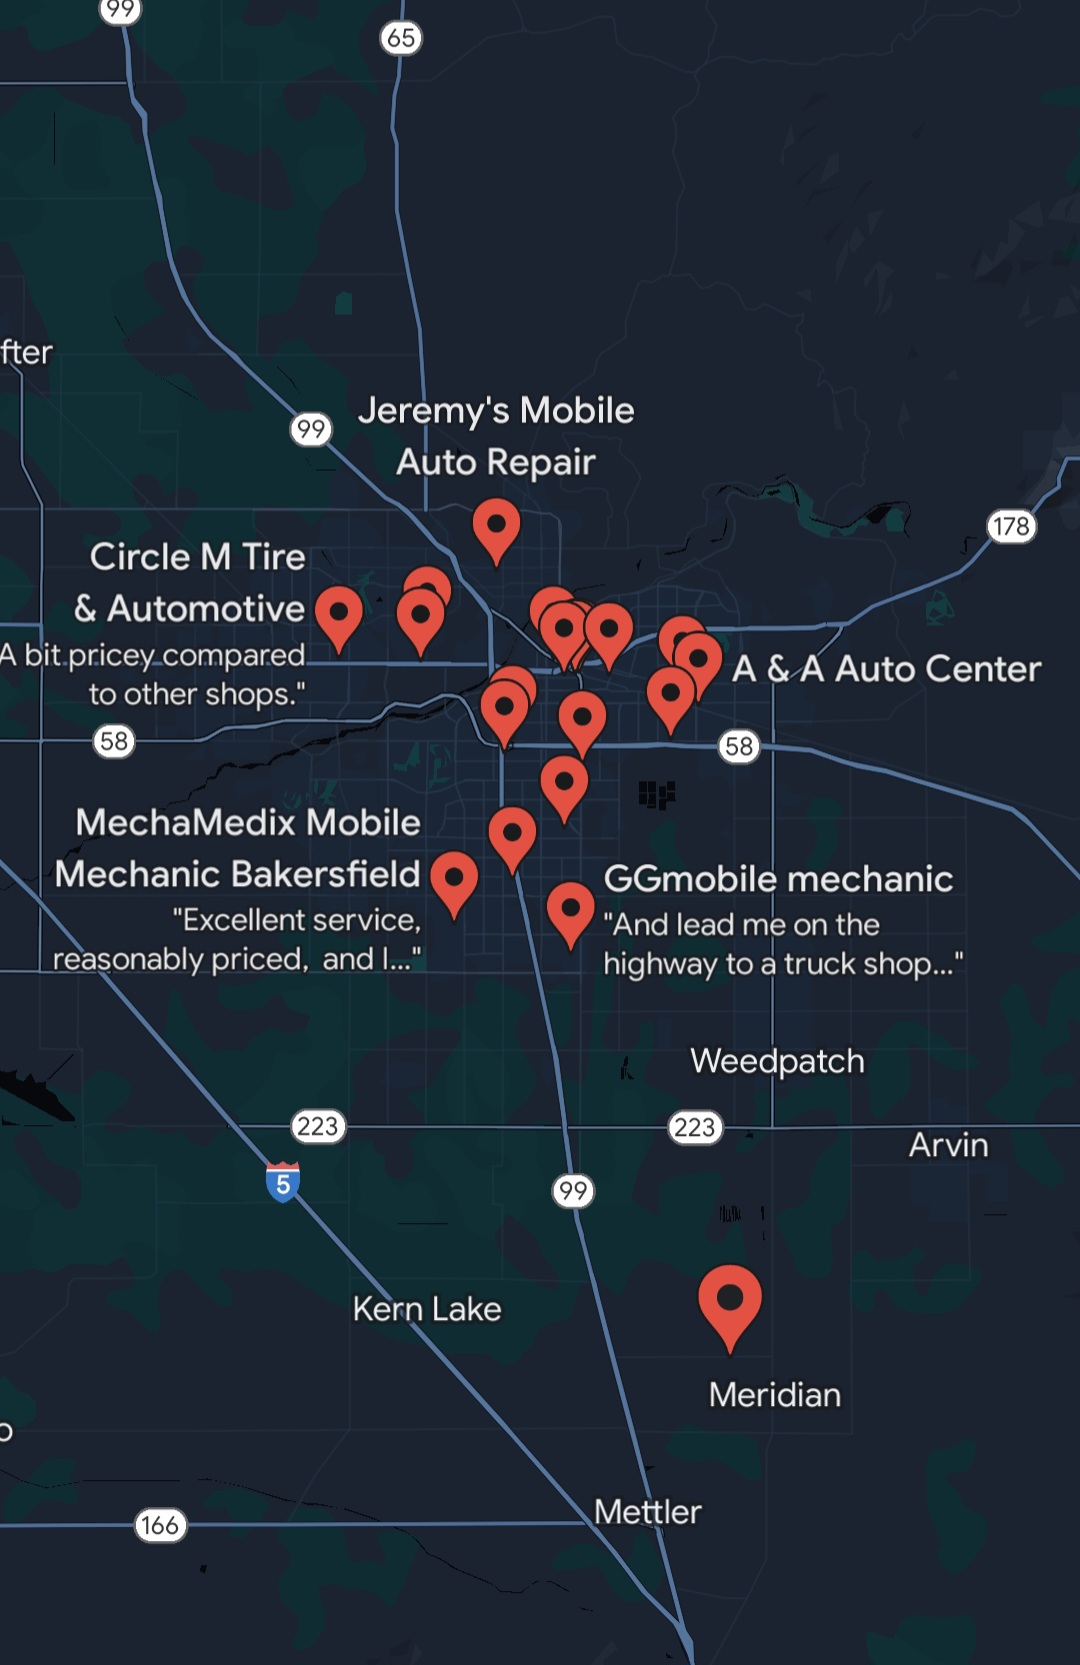 99
65
fter
Jeremy's Mobile
Auto Repair
99
178
Circle M Tire
& Automotive
A bit pricey compared
to other shops."
A & A Auto Center
58
58
MechaMedix Mobile
Mechanic Bakersfield
"Excellent service,
reasonably priced, and l..."
GGmobile mechanic
"And lead me on the
highway to a truck shop..."
Weedpatch
223
223
Arvin
5
99
Kern Lake
Meridian
o
Mettler
166